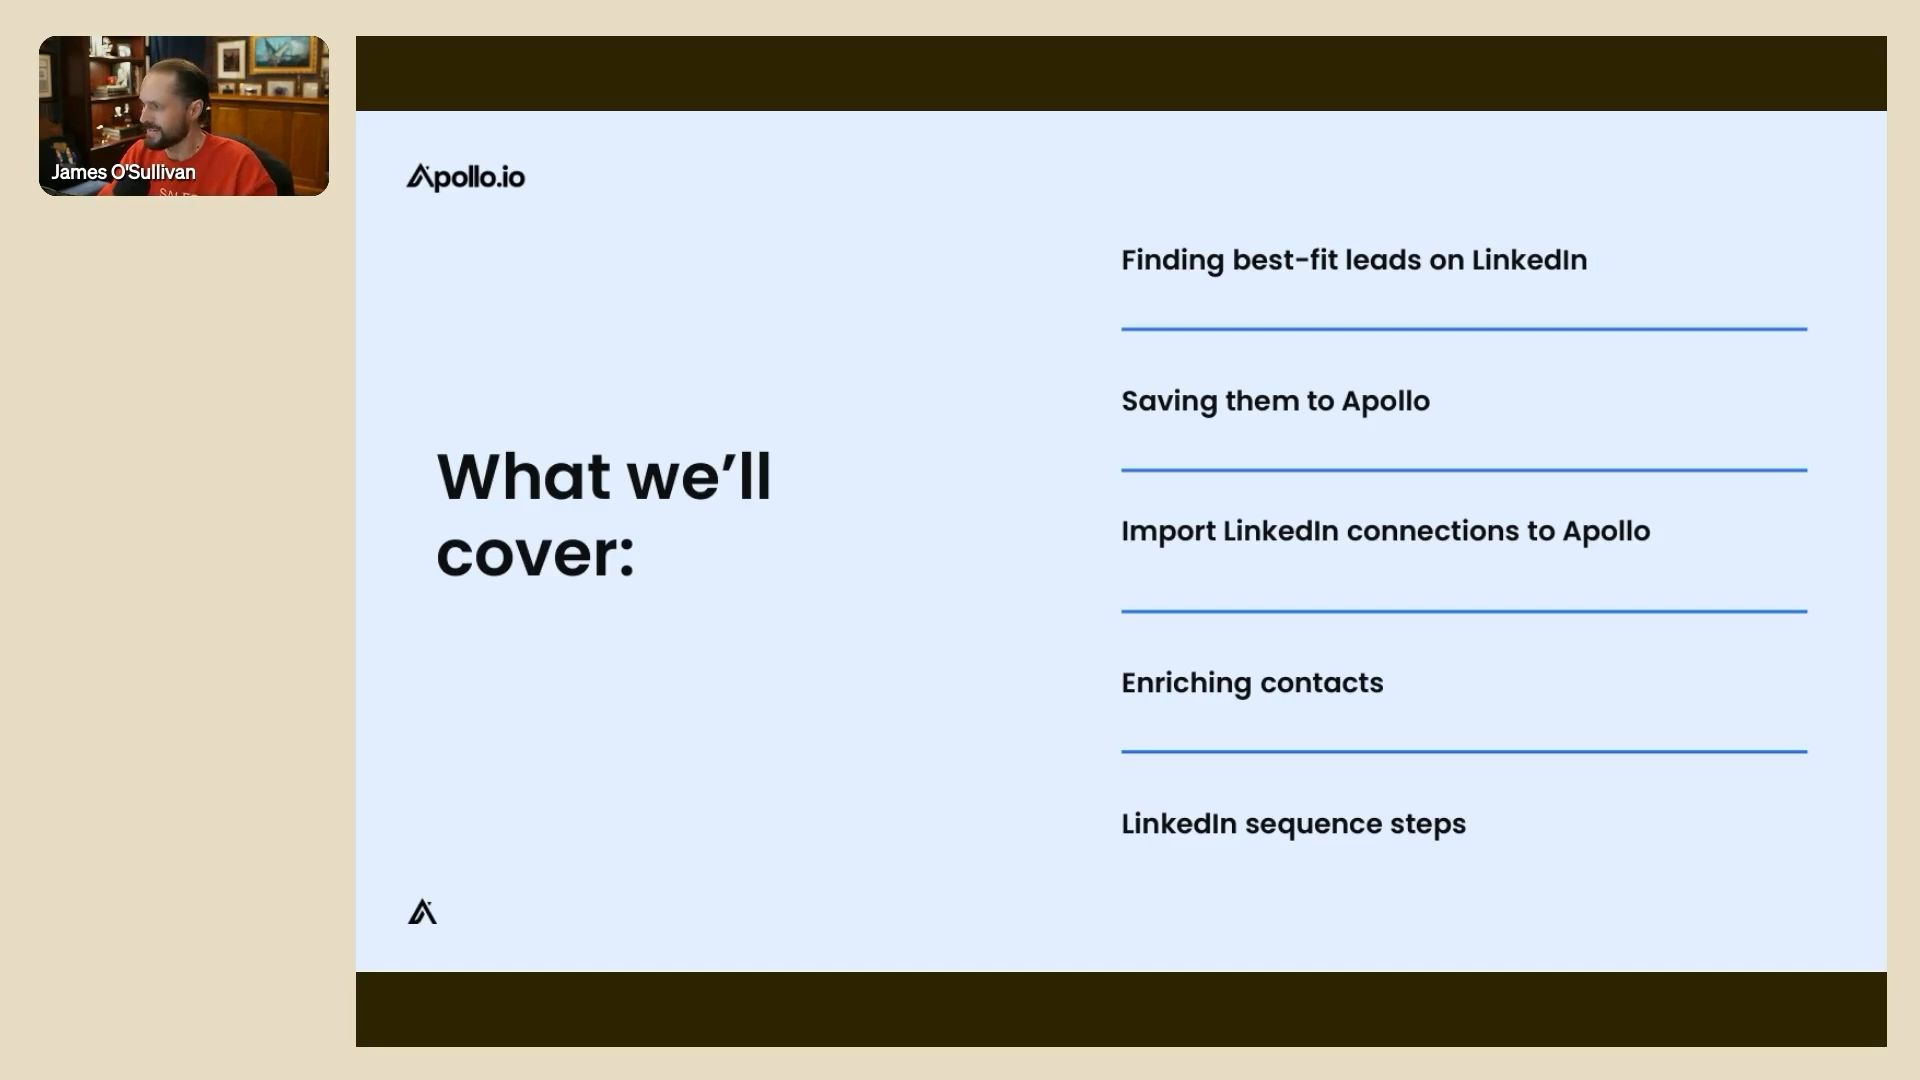 James O'Sullivan
SALES
Apollo.io
What we’ll
cover:
Finding best-fit leads on LinkedIn
Saving them to Apollo
Import LinkedIn connections to Apollo
Enriching contacts
LinkedIn sequence steps